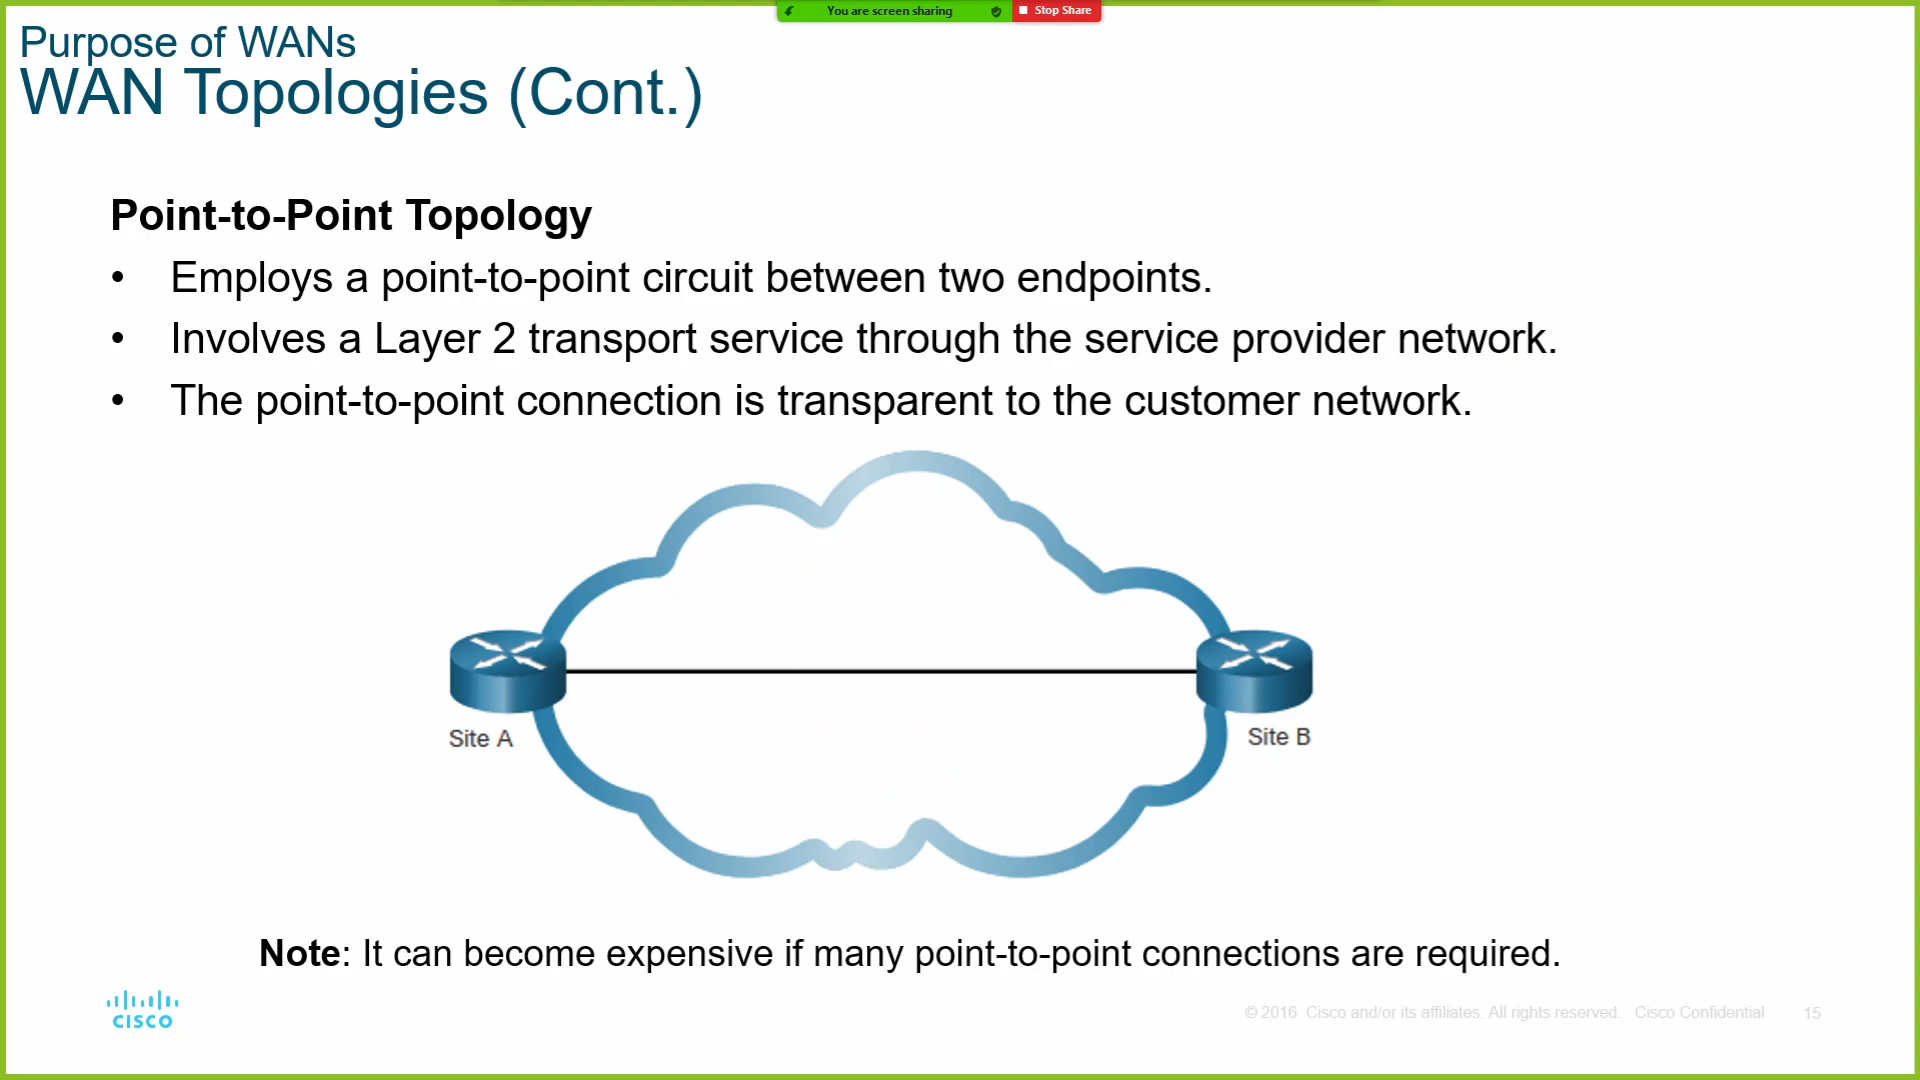 You are screen sharing
Stop Share
Purpose of WANs
WAN Topologies (Cont.)
Point-to-Point Topology
• Employs a point-to-point circuit between two endpoints.
• Involves a Layer 2 transport service through the service provider network.
• The point-to-point connection is transparent to the customer network.
Site A
Site B
Note: It can become expensive if many point-to-point connections are required.
CISCO
© 2016 Cisco and/or its affiliates. All rights reserved. Cisco Confidential
15